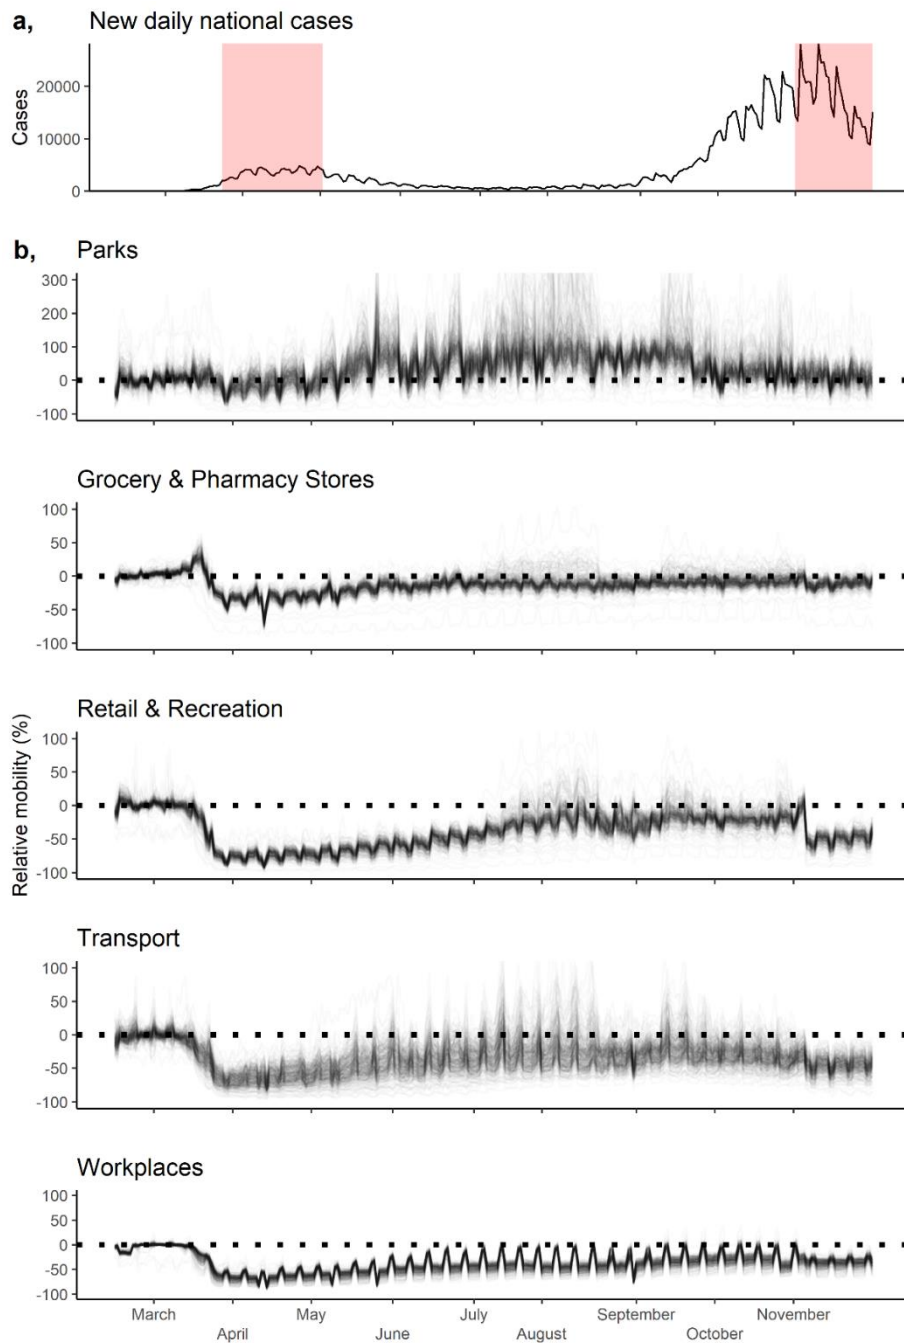 a, New daily national cases
Cases
20000
10000
0
b, Parks
Relative mobility (%)
300
200
100
0
-100
Grocery & Pharmacy Stores
100
50
0
-50
-100
Retail & Recreation
100
50
0
-50
-100
Transport
100
50
0
-50
-100
Workplaces
100
50
0
-50
-100
March May July September November
April June August October